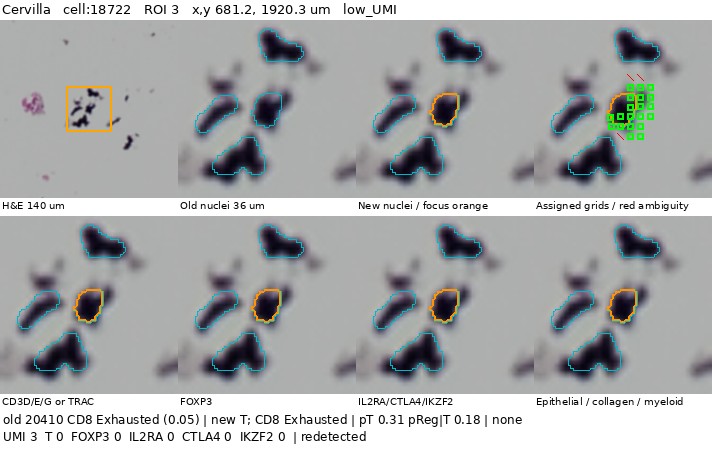 Cervilla cell:18722 ROI 3 x,y 681.2, 1920.3 um low_UMI
H&E 140 um
Old nuclei 36 um
New nuclei / focus orange
Assigned grids / red ambiguity
CD3D/E/G or TRAC
FOXP3
IL2RA/CTLA4/IKZF2
Epithelial / collagen / myeloid
old 20410 CD8 Exhausted (0.05) | new T; CD8 Exhausted | pT 0.31 pReg|T 0.18 | none
UMI 3 T 0 FOXP3 0 IL2RA 0 CTLA4 0 IKZF2 0 | redetected